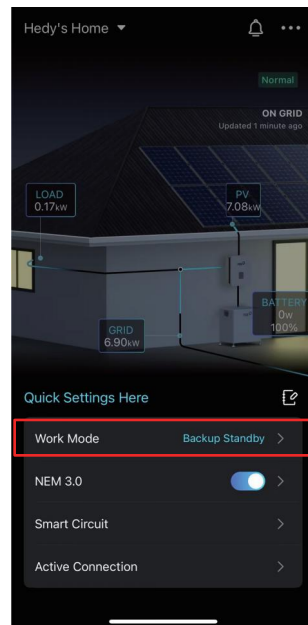 Hedy's Home
Normal
ON GRID
Updated 1 minute ago
LOAD
0.17kW
PV
7.08kW
BATTERY
0w
100%
GRID
6.90kW
Quick Settings Here
Work Mode Backup Standby
NEM 3.0
Smart Circuit
Active Connection